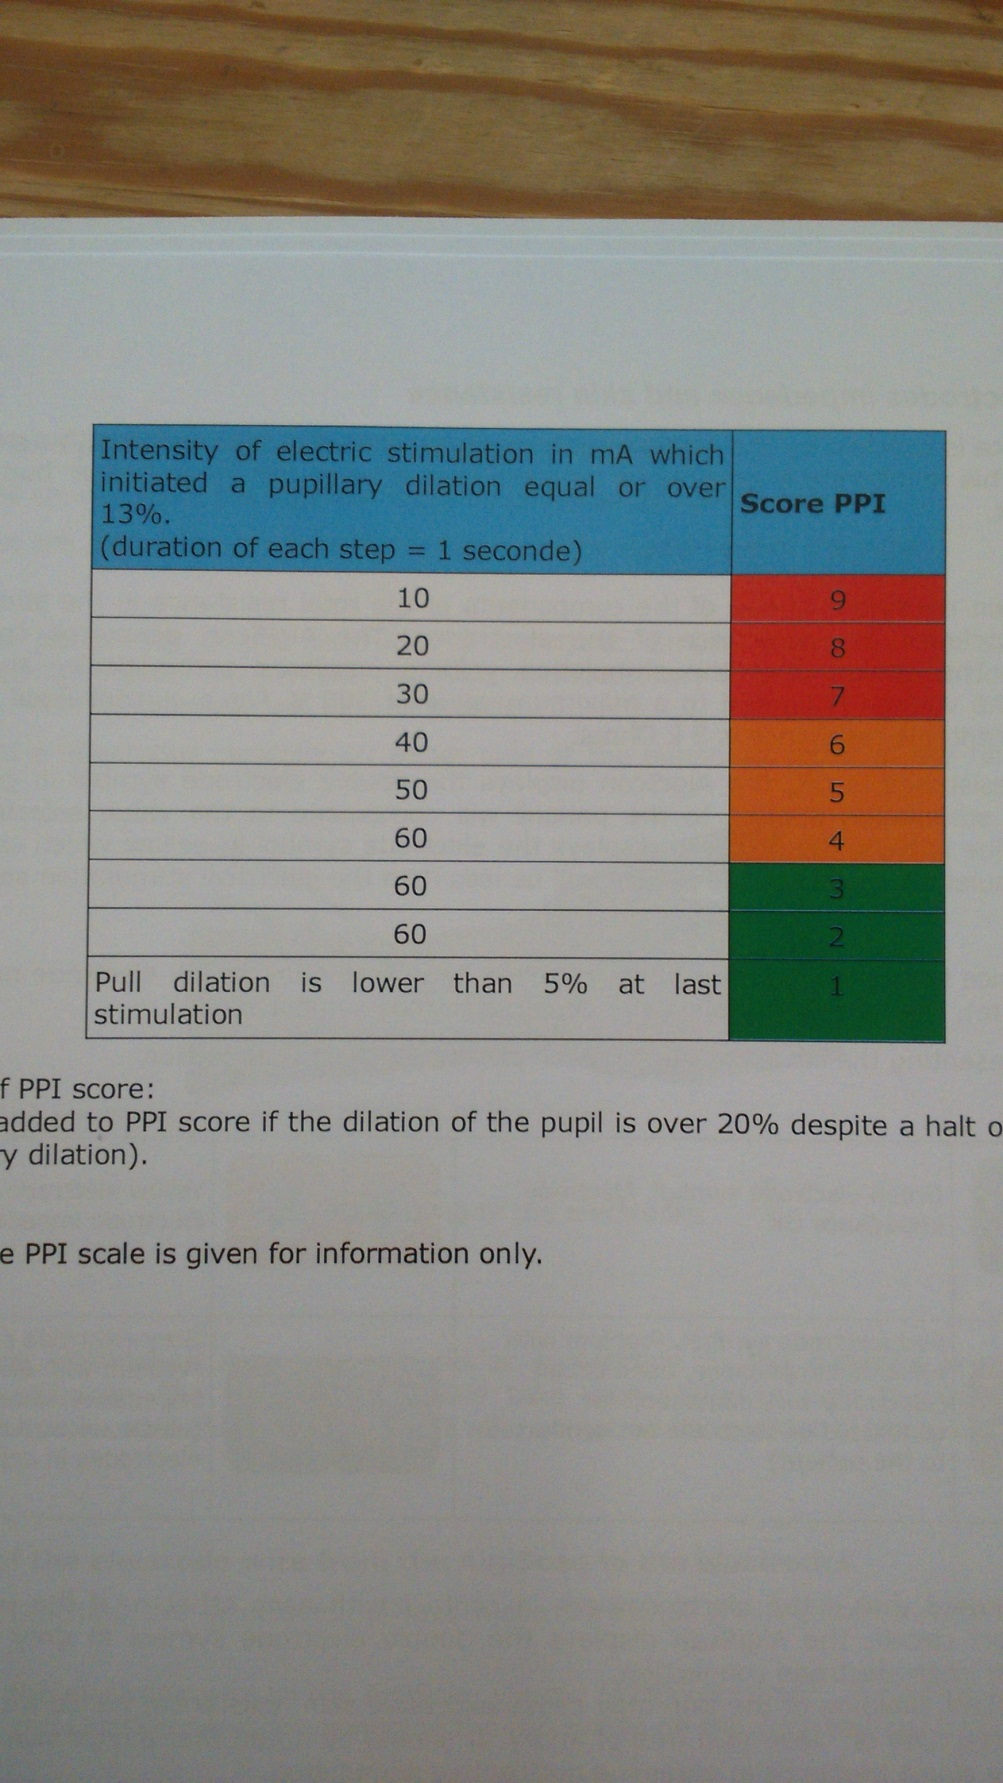 Intensity of electric stimulation in mA which
initiated a pupillary dilation equal or over
13%.
(duration of each step = 1 seconde)
Score PPI
10 9
20 8
30 7
40 6
50 5
60 4
60 3
60 2
Pull dilation is lower than 5% at last 1
stimulation
f PPI score:
added to PPI score if the dilation of the pupil is over 20% despite a halt o
y dilation).
e PPI scale is given for information only.